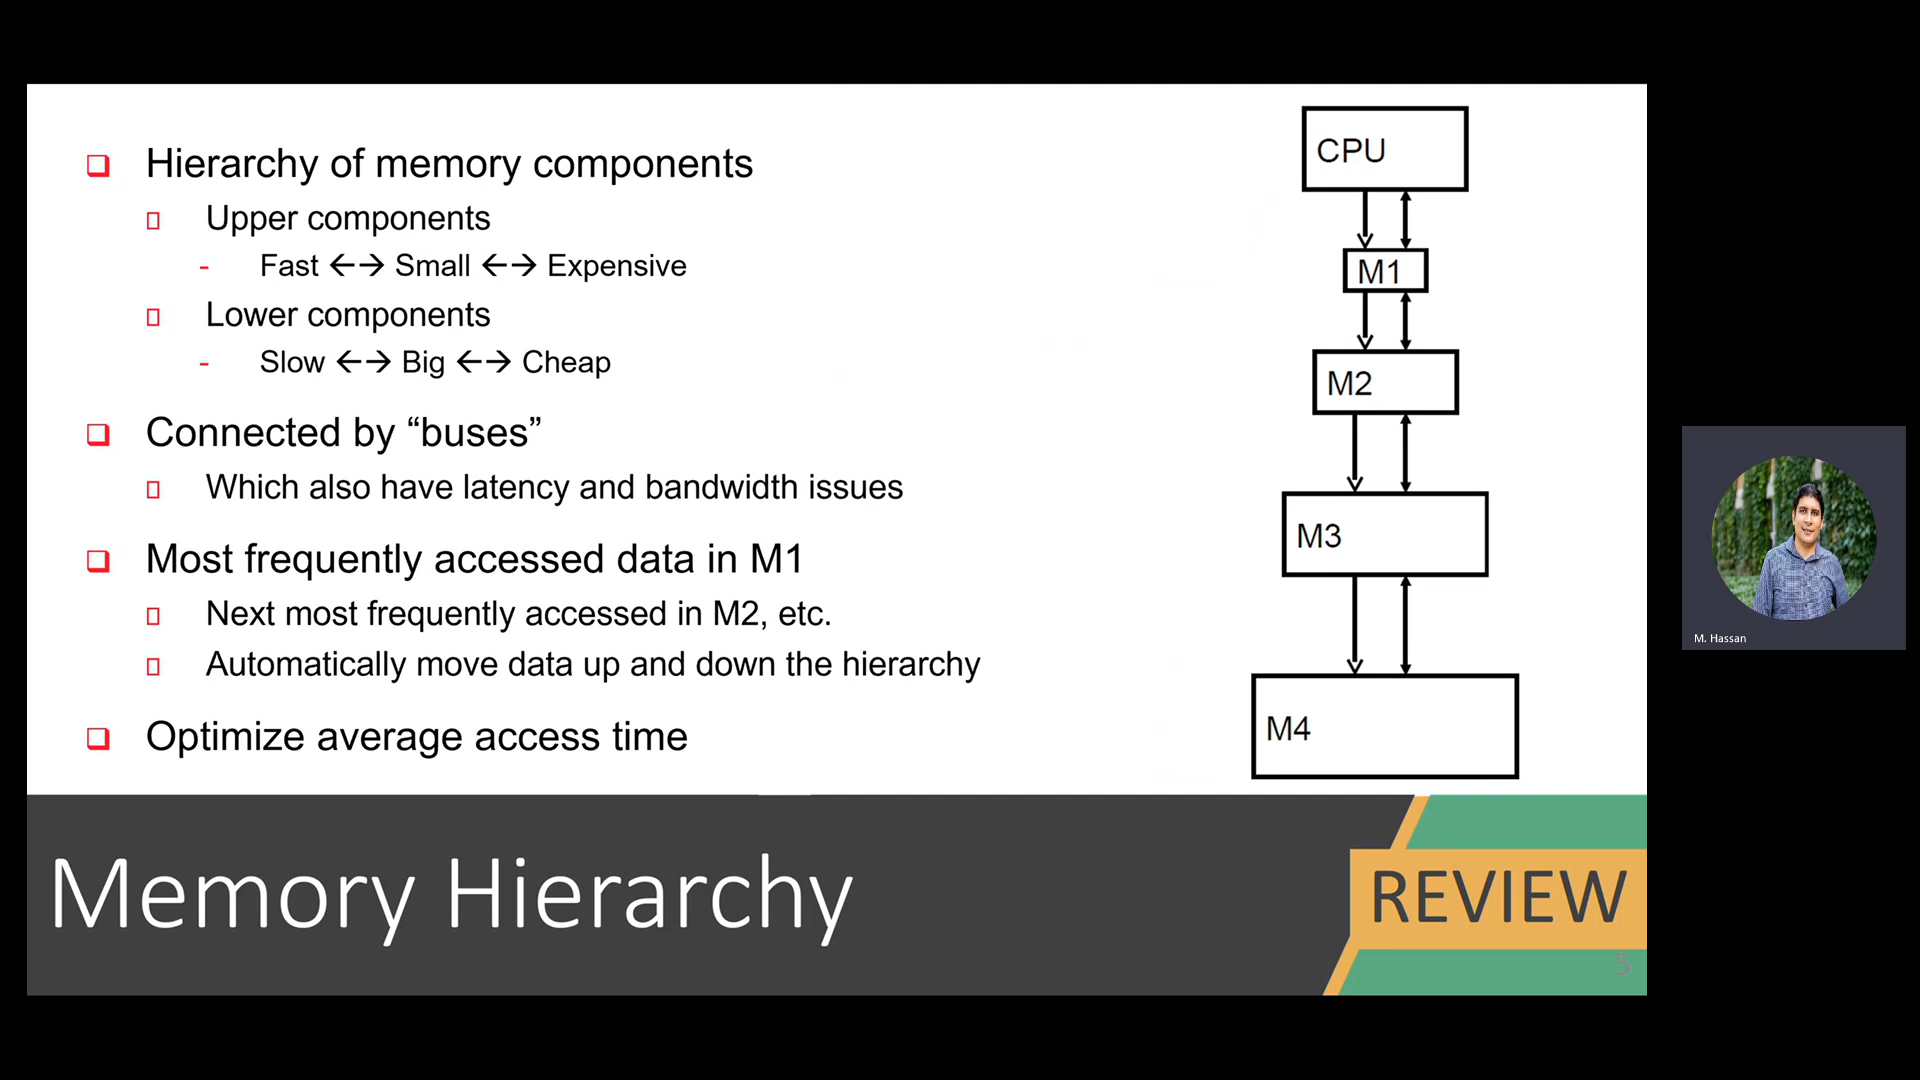 Hierarchy of memory components
Upper components
- Fast ←→ Small ←→ Expensive
Lower components
- Slow ←→ Big ←→ Cheap
Connected by “buses”
Which also have latency and bandwidth issues
Most frequently accessed data in M1
Next most frequently accessed in M2, etc.
Automatically move data up and down the hierarchy
Optimize average access time
CPU
M1
M2
M3
M4
Memory Hierarchy
REVIEW
5
M. Hassan